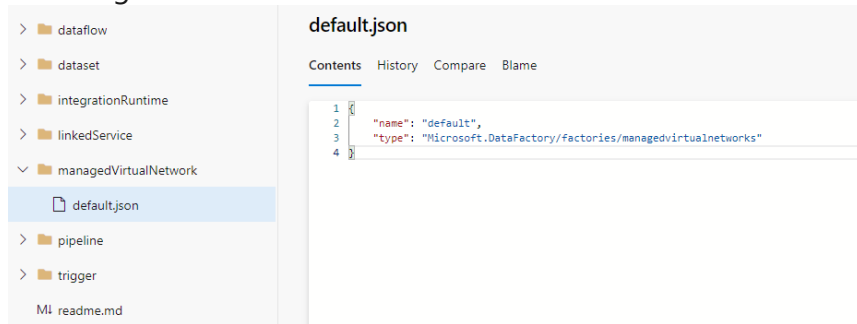 dataflow
dataset
integrationRuntime
linkedService
managedVirtualNetwork
default.json
pipeline
trigger
M↓ readme.md
default.json
Contents History Compare Blame
1 {
2 "name": "default",
3 "type": "Microsoft.DataFactory/factories/managedvirtualnetworks"
4 }